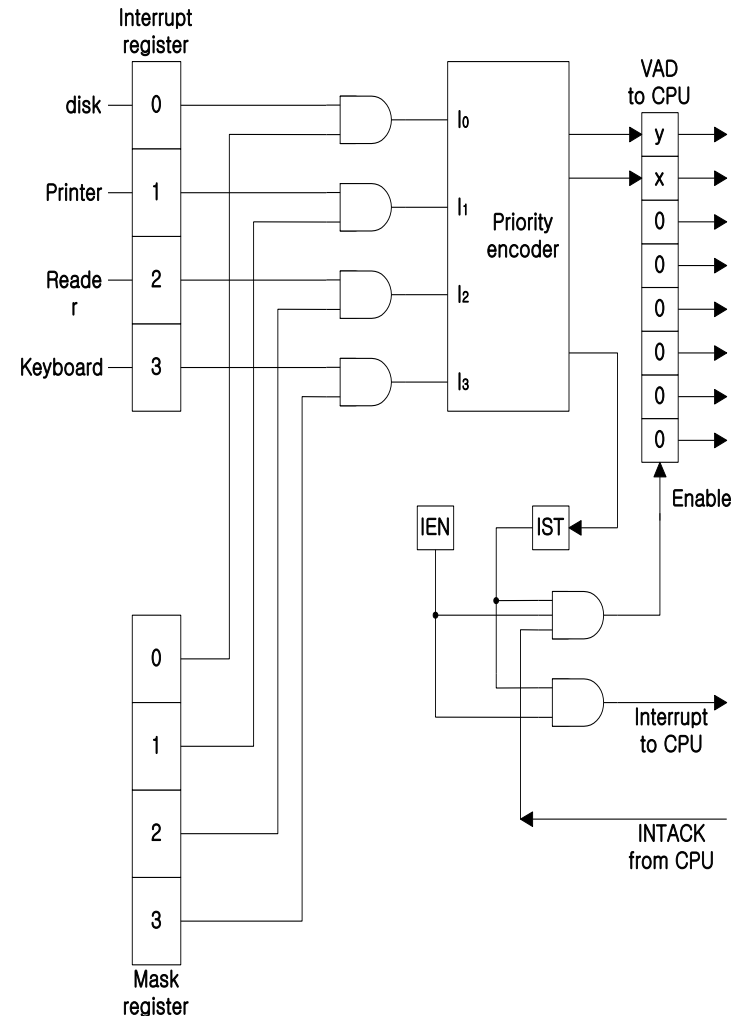 Interrupt
register
disk
0
Printer
1
Reade
r
2
Keyboard
3
I0
I1
I2
I3
Priority
encoder
VAD
to CPU
y
x
0
0
0
0
0
0
Enable
IEN
IST
Interrupt
to CPU
INTACK
from CPU
0
1
2
3
Mask
register